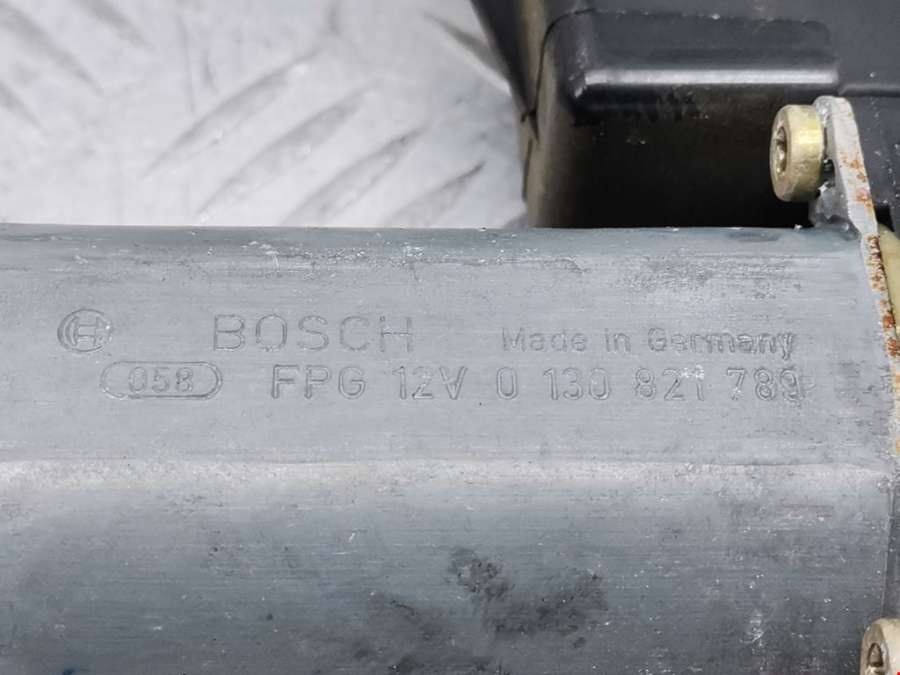 BOSCH Made in Germany
058 FPG 12V 0 130 821 789